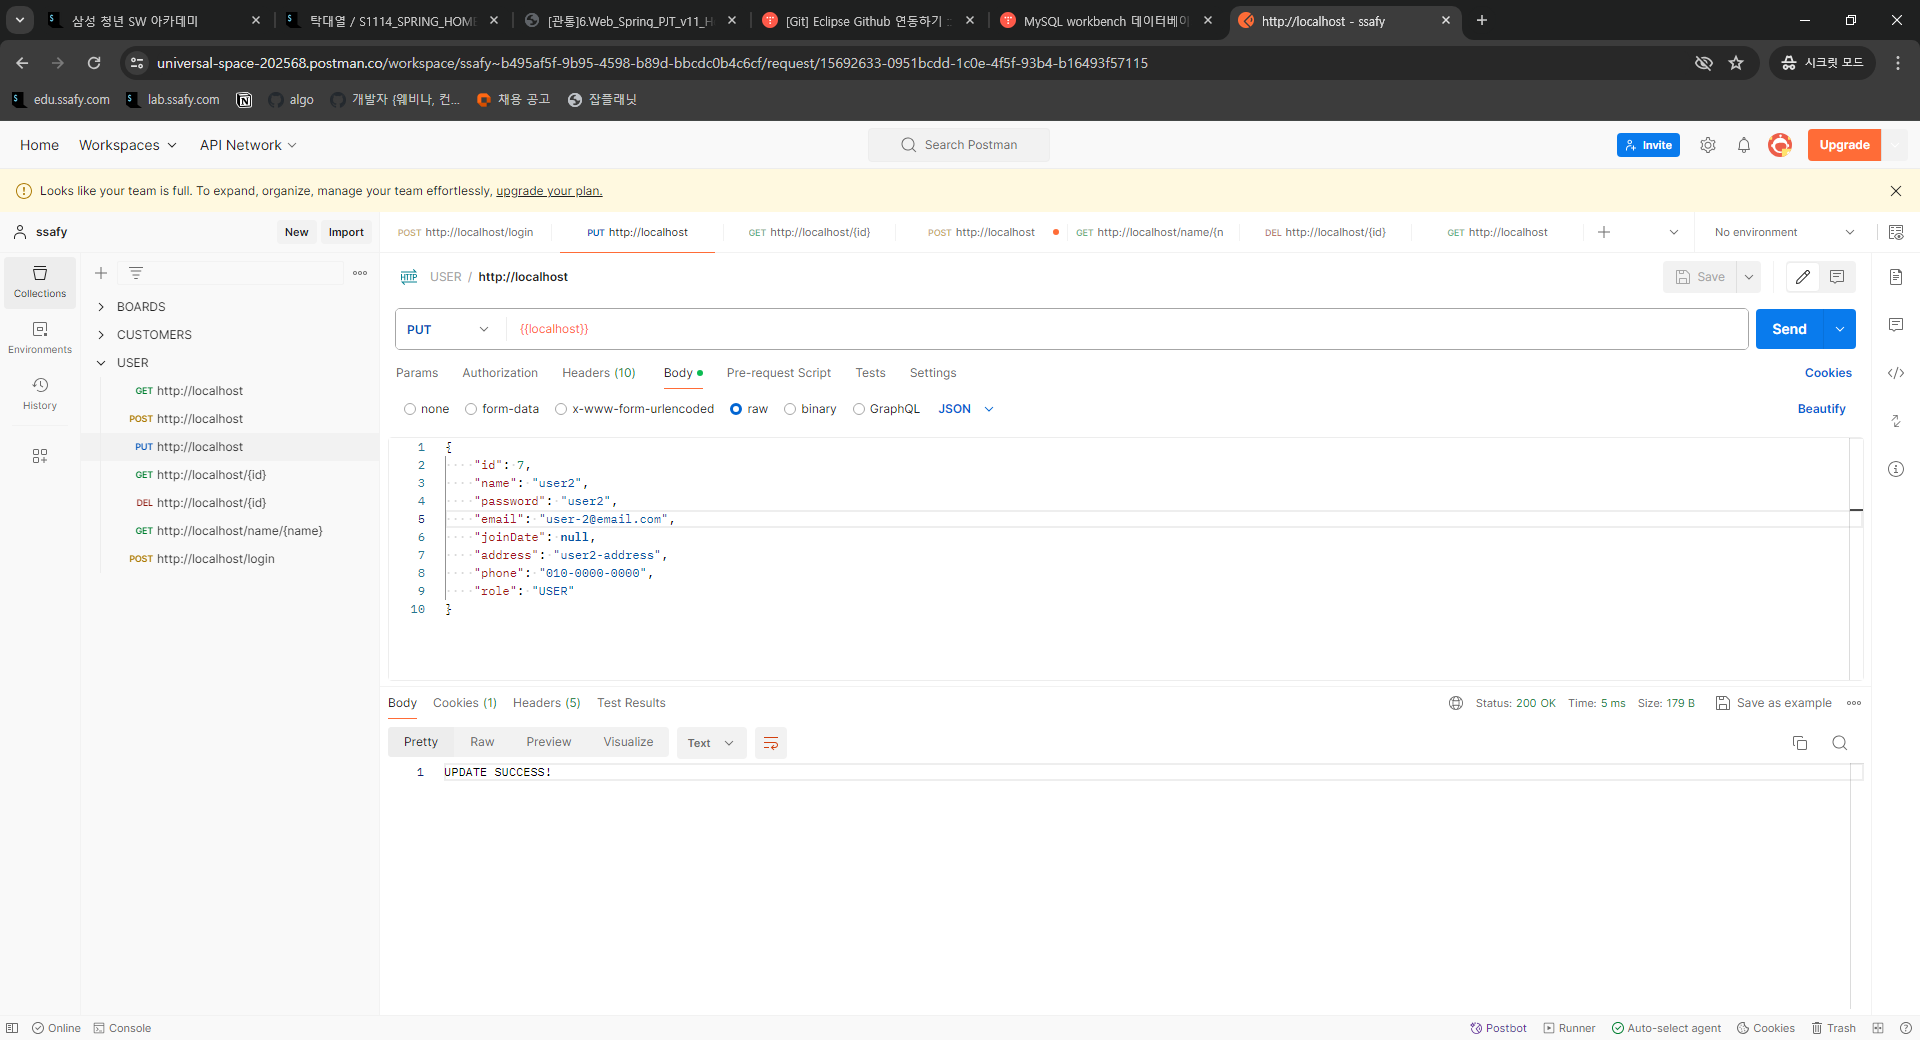 삼성 청년 SW 아카데미
탁대열 / S1114_SPRING_HOME
[관통]6.Web_Spring_PJT_v11_H
[Git] Eclipse Github 연동하기
MySQL workbench 데이터베이
http://localhost - ssafy
universal-space-202568.postman.co/workspace/ssafy~b495af5f-9b95-4598-b89d-bbcdc0b4c6cf/request/15692633-0951bcdd-1c0e-4f5f-93b4-b16493f57115
시크릿 모드
edu.ssafy.com
lab.ssafy.com
algo
개발자 {웨비나, 컨...
채용 공고
잡플래닛
Home
Workspaces
API Network
Search Postman
Invite
Upgrade
Looks like your team is full. To expand, organize, manage your team effortlessly, upgrade your plan.
ssafy
New
Import
POST http://localhost/login
PUT http://localhost
GET http://localhost/{id}
POST http://localhost
GET http://localhost/name/{n
DEL http://localhost/{id}
GET http://localhost
No environment
Collections
Environments
History
BOARDS
CUSTOMERS
USER
GET http://localhost
POST http://localhost
PUT http://localhost
GET http://localhost/{id}
DEL http://localhost/{id}
GET http://localhost/name/{name}
POST http://localhost/login
HTTP
USER / http://localhost
Save
PUT
{{localhost}}
Send
Params
Authorization
Headers (10)
Body
Pre-request Script
Tests
Settings
Cookies
none
form-data
x-www-form-urlencoded
raw
binary
GraphQL
JSON
Beautify
1 {
2 "id": 7,
3 "name": "user2",
4 "password": "user2",
5 "email": "user-2@email.com",
6 "joinDate": null,
7 "address": "user2-address",
8 "phone": "010-0000-0000",
9 "role": "USER"
10 }
Body
Cookies (1)
Headers (5)
Test Results
Status: 200 OK
Time: 5 ms
Size: 179 B
Save as example
Pretty
Raw
Preview
Visualize
Text
1 UPDATE SUCCESS!
Online
Console
Postbot
Runner
Auto-select agent
Cookies
Trash